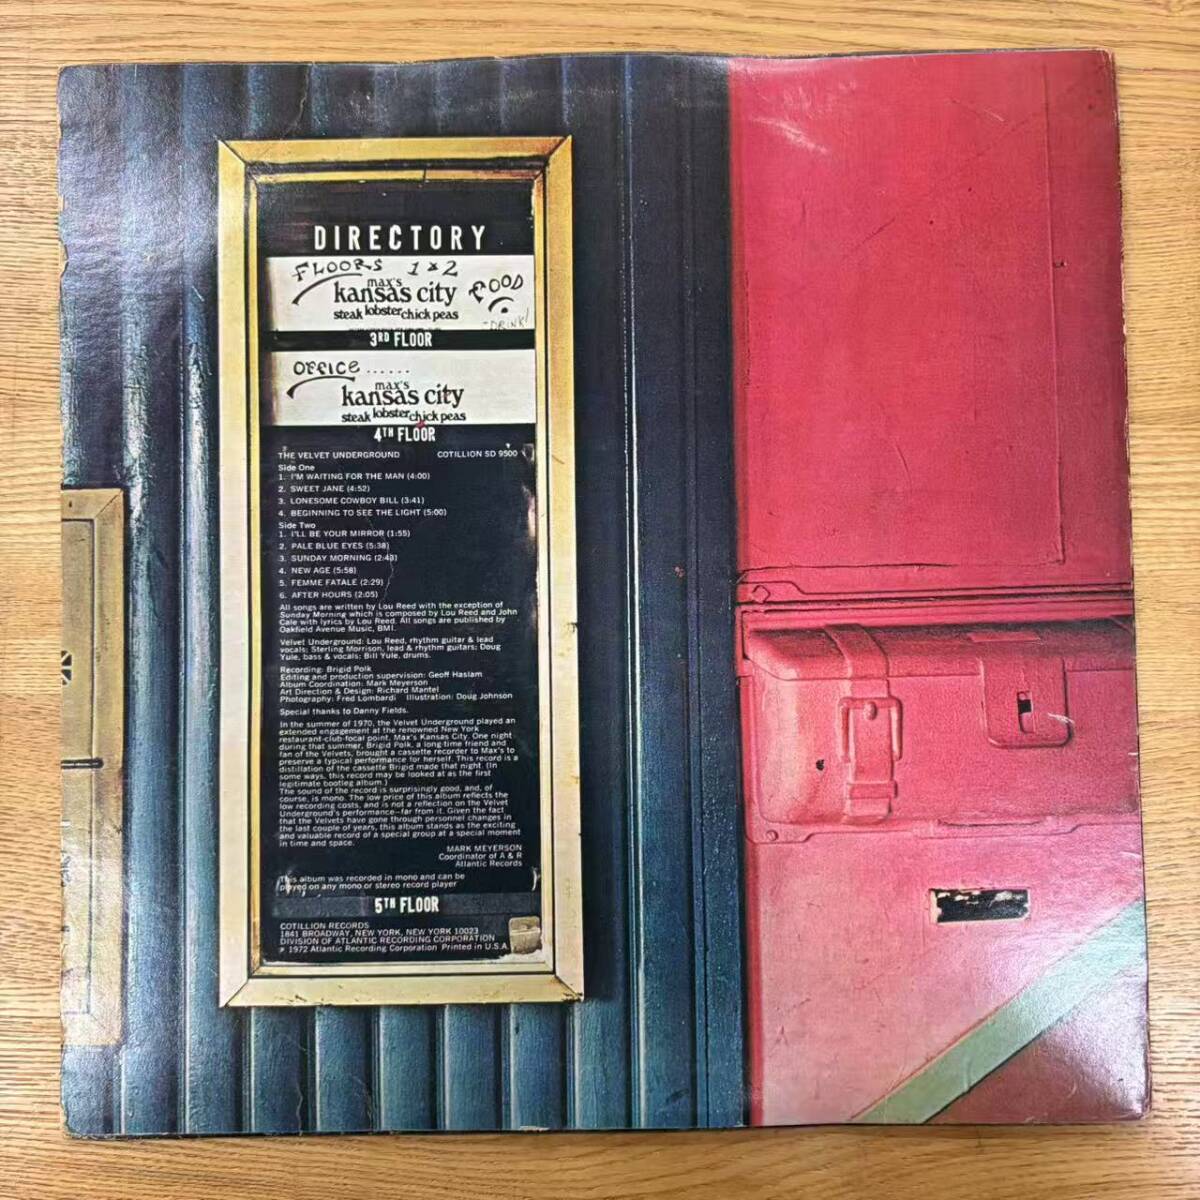 DIRECTORY
FLOORS 1 & 2
max's
kansas city
FOOD
steak lobster chick peas
-DRINK!
3RD FLOOR
OFFICE......
max's
kansas city
steak lobster chick peas
4TH FLOOR
THE VELVET UNDERGROUND COTILLION SD 9500
Side One
1. I'M WAITING FOR THE MAN (4:00)
2. SWEET JANE (4:52)
3. LONESOME COWBOY BILL (3:41)
4. BEGINNING TO SEE THE LIGHT (5:00)
Side Two
1. I'LL BE YOUR MIRROR (1:55)
2. PALE BLUE EYES (5:38)
3. SUNDAY MORNING (2:43)
4. NEW AGE (5:58)
5. FEMME FATALE (2:29)
6. AFTER HOURS (2:05)
All songs are written by Lou Reed with the exception of
Sunday Morning which is composed by Lou Reed and John
Cale with lyrics by Lou Reed. All songs are published by
Oakfield Avenue Music, BMI.
Velvet Underground: Lou Reed, rhythm guitar & lead
vocals; Sterling Morrison, lead & rhythm guitars; Doug
Yule, bass & vocals; Bill Yule, drums.
Recording: Brigid Polk
Editing and production supervision: Geoff Haslam
Album Coordination: Mark Meyerson
Art Direction & Design: Richard Mantel
Photography: Fred Lombardi Illustration: Doug Johnson
Special thanks to Danny Fields.
In the summer of 1970, the Velvet Underground played an
extended engagement at the renowned New York
restaurant-club-focal point, Max's Kansas City. One night
during that summer, Brigid Polk, a long-time friend and
fan of the Velvets, brought a cassette recorder to Max's to
preserve a typical performance for herself. This record is a
distillation of the cassette Brigid made that night. (In
some ways, this record may be looked at as the first
legitimate bootleg album.)
The sound of the record is surprisingly good, and, of
course, is mono. The low price of this album reflects the
low recording costs, and is not a reflection on the Velvet
Underground's performance—far from it. Given the fact
that the Velvets have gone through personnel changes in
the last couple of years, this album stands as the exciting
and valuable record of a special group at a special moment
in time and space.
MARK MEYERSON
Coordinator of A & R
Atlantic Records
This album was recorded in mono and can be
played on any mono or stereo record player
5TH FLOOR
COTILLION RECORDS
1841 BROADWAY, NEW YORK, NEW YORK 10023
DIVISION OF ATLANTIC RECORDING CORPORATION
℗ 1972 Atlantic Recording Corporation Printed in U.S.A.